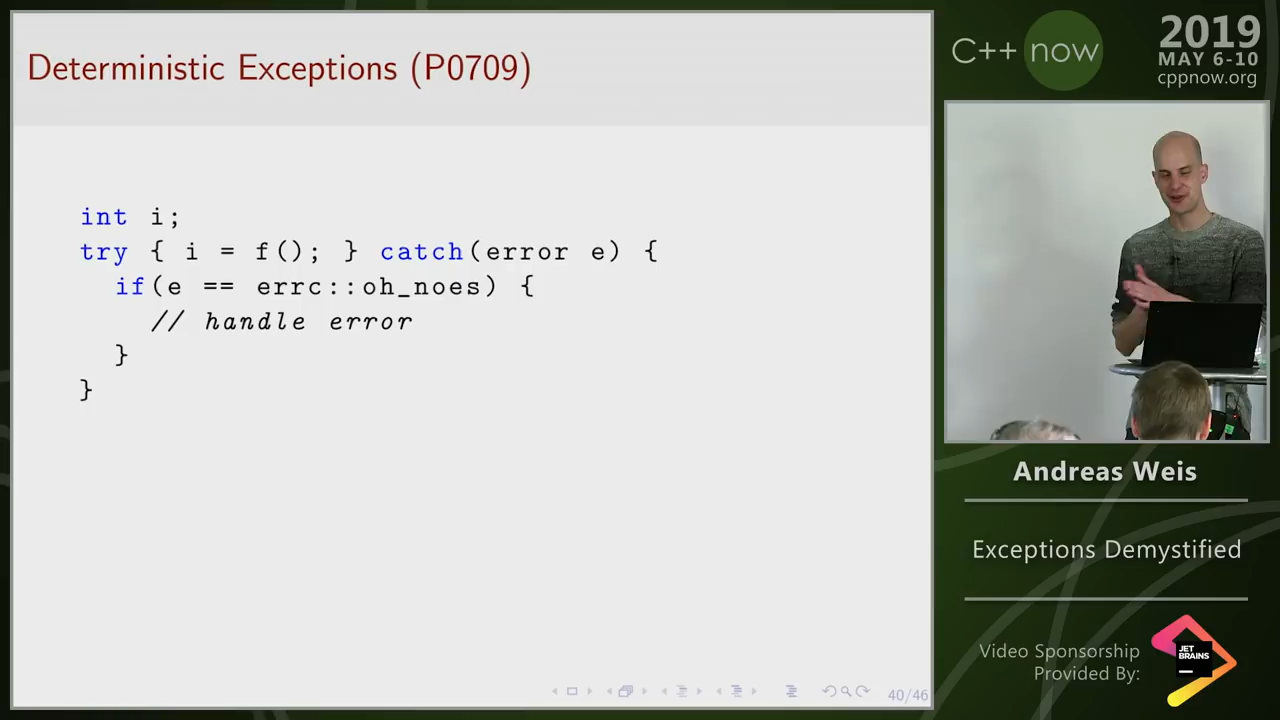 Deterministic Exceptions (P0709)
int i;
try { i = f(); } catch(error e) {
if(e == errc::oh_noes) {
// handle error
}
}
40/46
C++ now
2019
MAY 6-10
cppnow.org
Andreas Weis
Exceptions Demystified
Video Sponsorship
Provided By:
JET
BRAINS